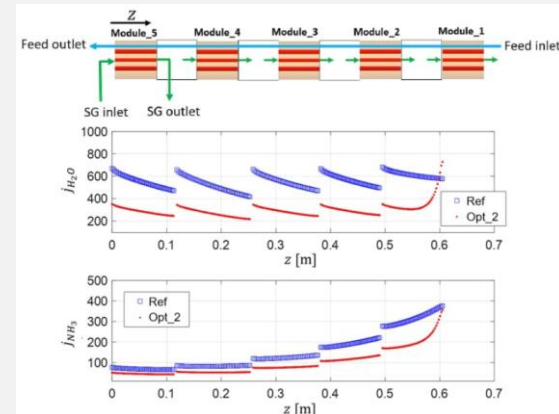 Z
Module_5 Module_4 Module_3 Module_2 Module_1
Feed outlet
Feed inlet
SG inlet
SG outlet
1000
800
600
400
200
j_{H_2O}
Ref
Opt_2
0 0.1 0.2 0.3 0.4 0.5 0.6 0.7
z [m]
500
400
300
200
100
j_{NH_3}
Ref
Opt_2
0 0.1 0.2 0.3 0.4 0.5 0.6 0.7
z [m]